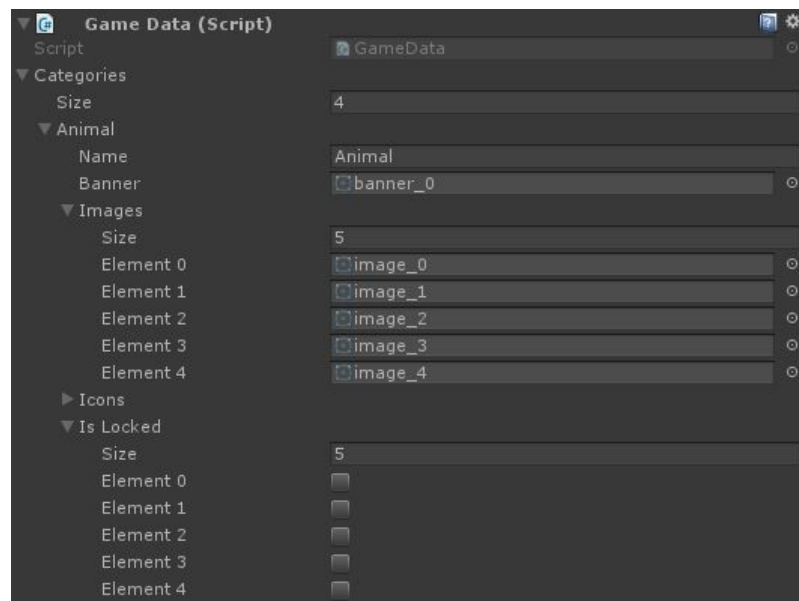 Game Data (Script)
Script GameData
Categories
Size 4
Animal
Name Animal
Banner banner_0
Images
Size 5
Element 0 image_0
Element 1 image_1
Element 2 image_2
Element 3 image_3
Element 4 image_4
Icons
Is Locked
Size 5
Element 0
Element 1
Element 2
Element 3
Element 4